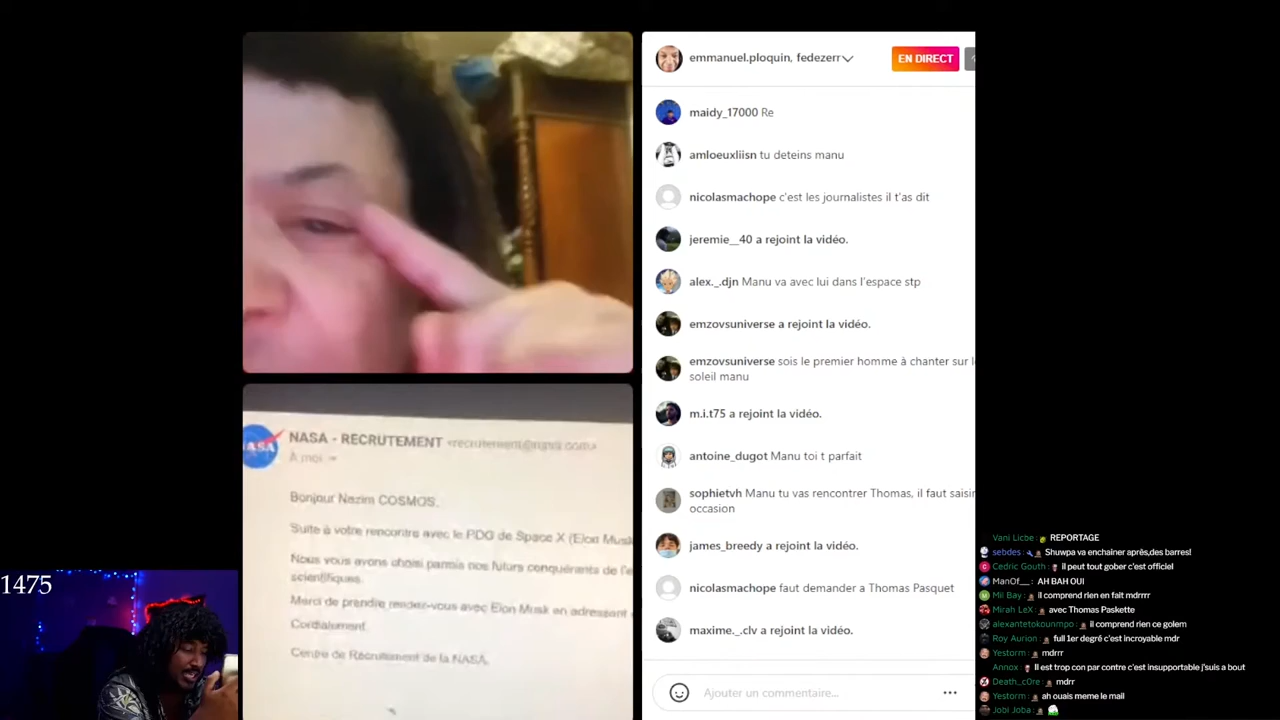 emmanuel.ploquin, fedezerr
EN DIRECT
maidy_17000 Re
amloeuxliisn tu deteins manu
nicolasmachope c'est les journalistes il t'as dit
jeremie__40 a rejoint la vidéo.
alex._.djn Manu va avec lui dans l'espace stp
emzovsuniverse a rejoint la vidéo.
emzovsuniverse sois le premier homme à chanter sur l
soleil manu
m.i.t75 a rejoint la vidéo.
antoine_dugot Manu toi t parfait
sophietvh Manu tu vas rencontrer Thomas, il faut saisir
occasion
james_breedy a rejoint la vidéo.
nicolasmachope faut demander a Thomas Pasquet
maxime._.clv a rejoint la vidéo.
Ajouter un commentaire...
NASA
NASA - RECRUTEMENT <recrutement@nasa.com>
À moi
Bonjour Nazim COSMOS,
Suite à votre rencontre avec le PDG de Space X (Elon Musk
Nous vous avons choisi parmis nos futurs conquérants de l'e
scientifiques.
Merci de prendre rendez-vous avec Elon Musk en adressant
Cordialement.
Centre de Recrutement de la NASA.
1475
Vani Licbe : REPORTAGE
sebdes : Shuwpa va enchainer après,des barres!
Cedric Gouth : il peut tout gober c'est officiel
ManOf__ : AH BAH OUI
Mil Bay : il comprend rien en fait mdrrrr
Mirah LeX : avec Thomas Paskette
alexantetokounmpo : il comprend rien ce golem
Roy Aurion : full 1er degré c'est incroyable mdr
Yestorm : mdrrr
Annox : Il est trop con par contre c'est insupportable j'suis a bout
Death_c0re : mdrr
Yestorm : ah ouais meme le mail
Jobi Joba :